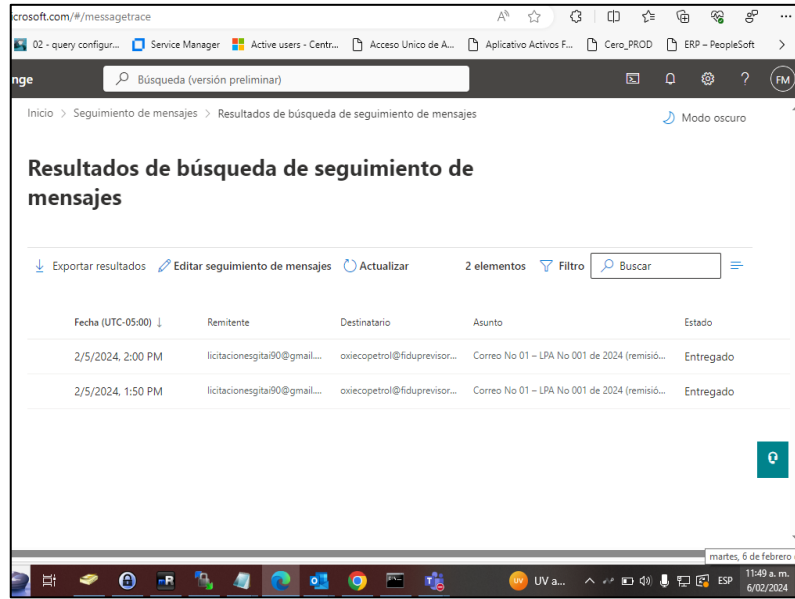 crosoft.com/#/messagetrace
02 - query configur... Service Manager Active users - Centr... Acceso Unico de A... Aplicativo Activos F... Cero_PROD ERP – PeopleSoft
nge Búsqueda (versión preliminar) FM
Inicio > Seguimiento de mensajes > Resultados de búsqueda de seguimiento de mensajes
Modo oscuro
Resultados de búsqueda de seguimiento de
mensajes
Exportar resultados Editar seguimiento de mensajes Actualizar 2 elementos Filtro Buscar
Fecha (UTC-05:00) ↓ Remitente Destinatario Asunto Estado
2/5/2024, 2:00 PM licitacionesgitai90@gmail.... oxiecopetrol@fiduprevisor... Correo No 01 – LPA No 001 de 2024 (remisió... Entregado
2/5/2024, 1:50 PM licitacionesgitai90@gmail.... oxiecopetrol@fiduprevisor... Correo No 01 – LPA No 001 de 2024 (remisió... Entregado
martes, 6 de febrero
UV UV a... ESP 11:49 a. m.
6/02/2024